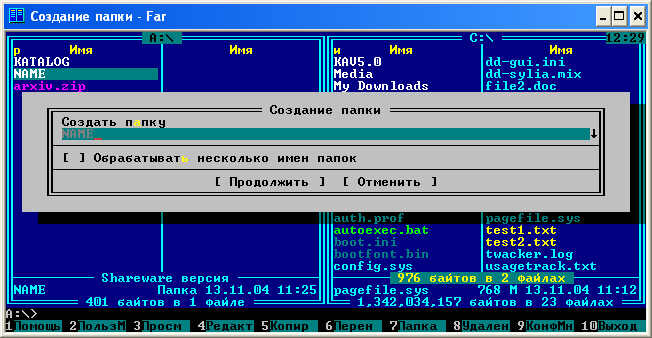 Создание папки - Far
A:\ C:\ 12:29
р Имя Имя и Имя Имя
KATALOG KAV5.0 dd-gui.ini
NAME Media dd-sylia.mix
arxiv.zip My Downloads file2.doc
Создание папки
Создать папку
NAME_
[ ] Обрабатывать несколько имен папок
[ Продолжить ] [ Отменить ]
auth.prof pagefile.sys
autoexec.bat test1.txt
boot.ini test2.txt
bootfont.bin twacker.log
config.sys usagetrack.txt
Shareware версия 976 байтов в 2 файлах
NAME Папка 13.11.04 11:25 pagefile.sys 768 M 13.11.04 11:12
401 байтов в 1 файле 1,342,034,157 байтов в 23 файлах
A:\>
1Помощь 2ПользМ 3Просм 4Редакт 5Копир 6Перен 7Папка 8Удален 9КонфМн 10Выход